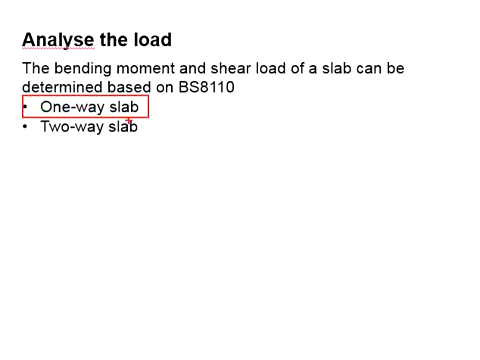 Analyse the load
The bending moment and shear load of a slab can be
determined based on BS8110
• One-way slab
• Two-way slab